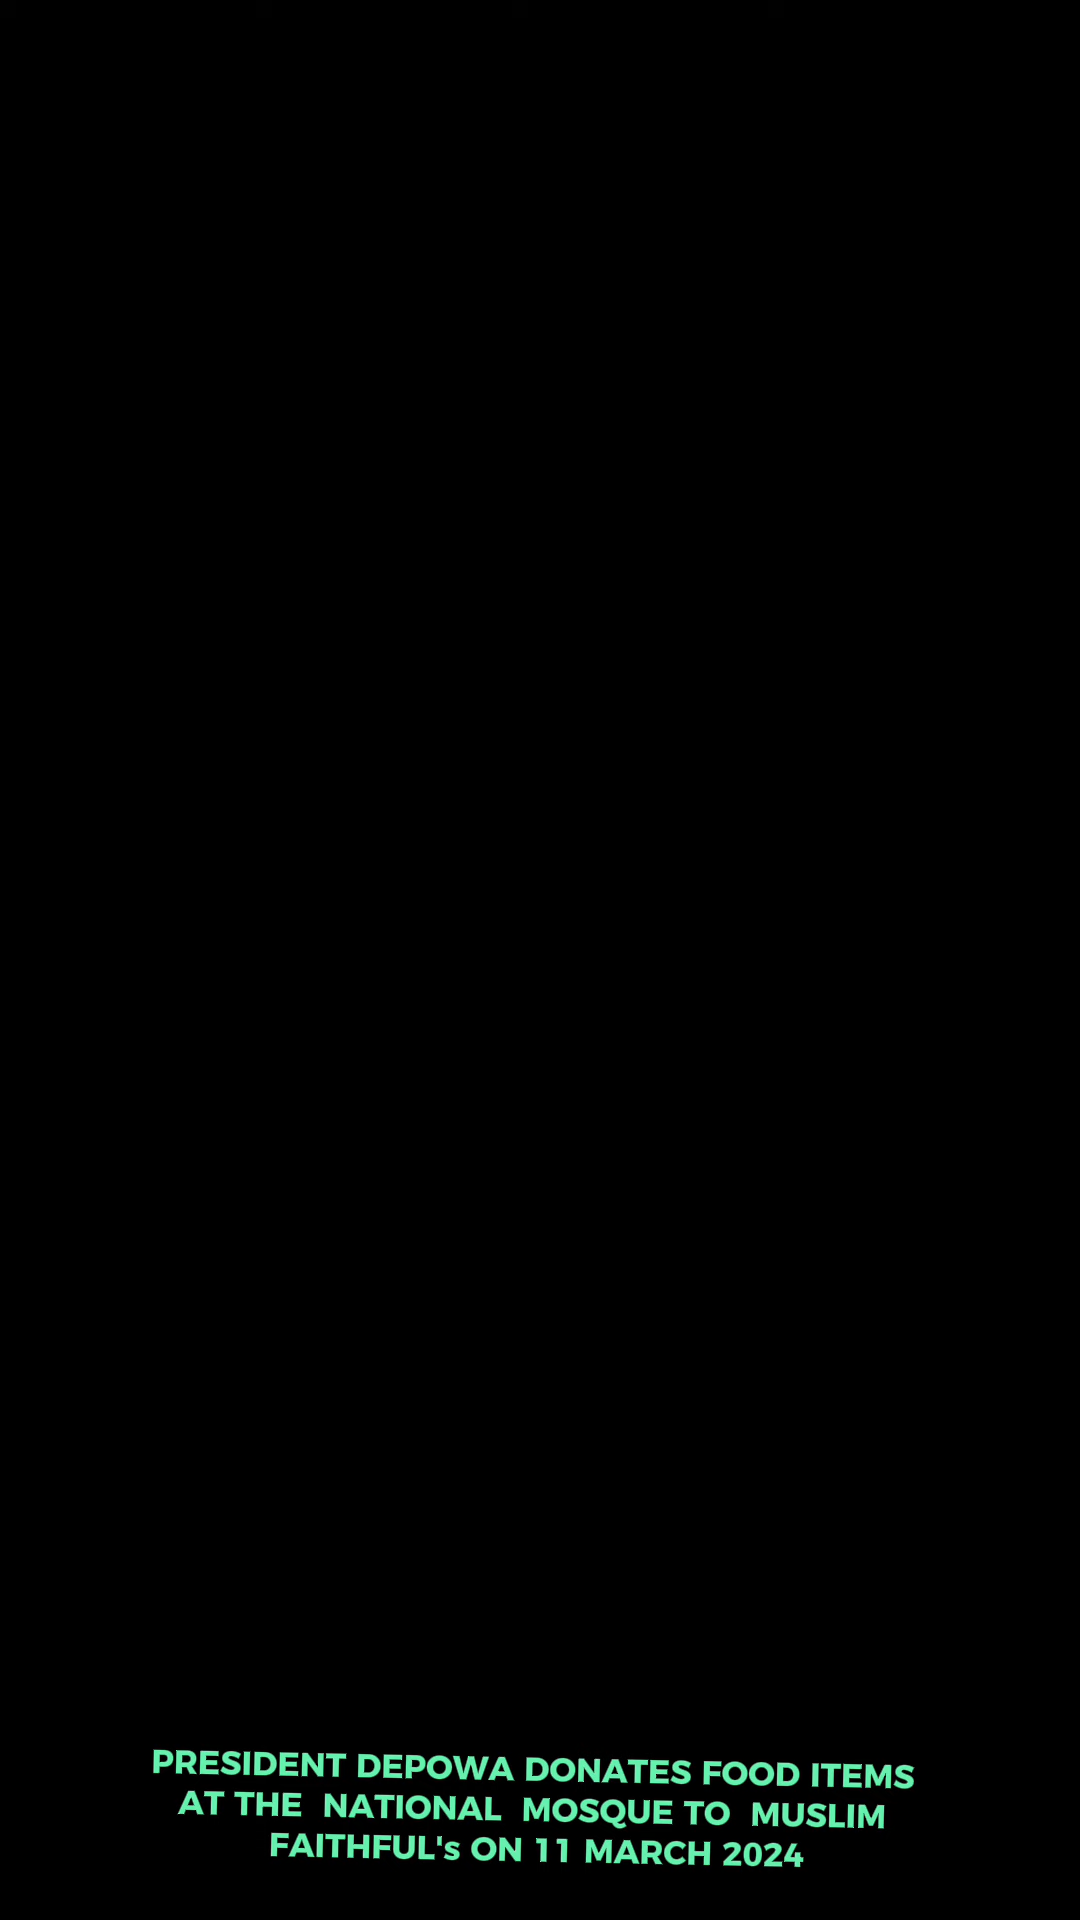 PRESIDENT DEPOWA DONATES FOOD ITEMS
AT THE  NATIONAL  MOSQUE TO  MUSLIM
FAITHFUL's ON 11 MARCH 2024